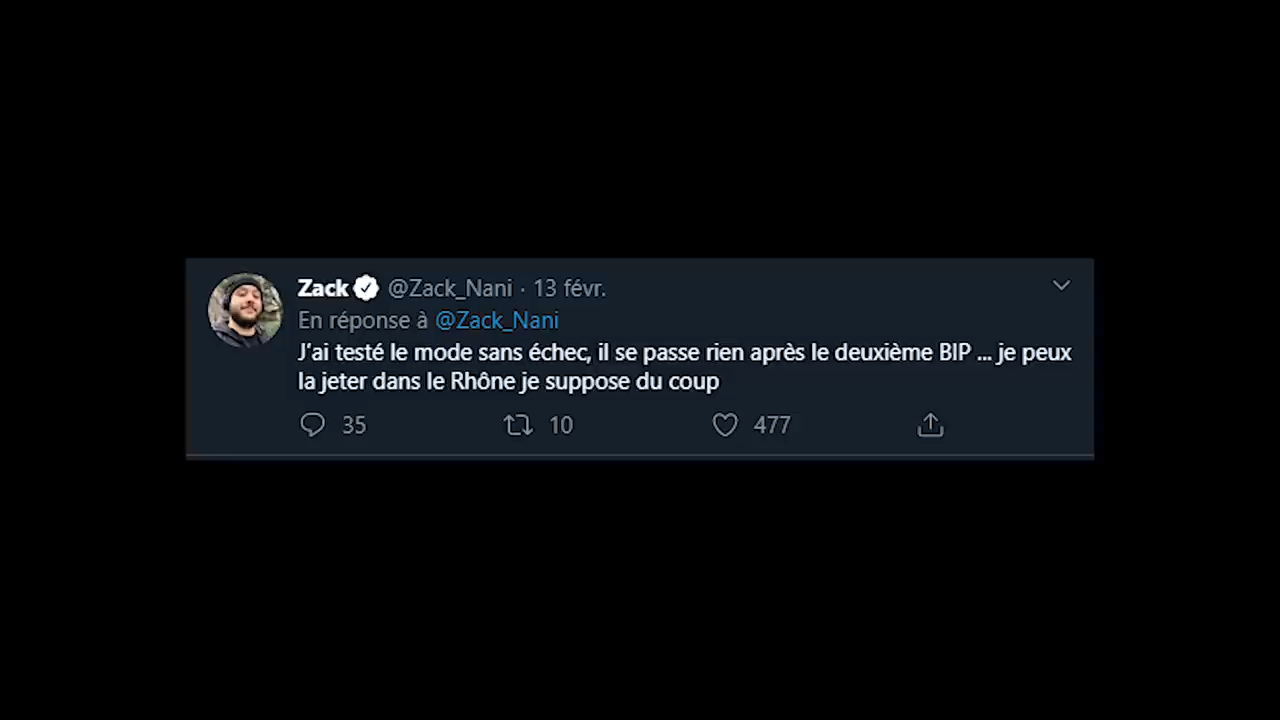 Zack @Zack_Nani · 13 févr.
En réponse à @Zack_Nani
J'ai testé le mode sans échec, il se passe rien après le deuxième BIP ... je peux
la jeter dans le Rhône je suppose du coup
35 10 477